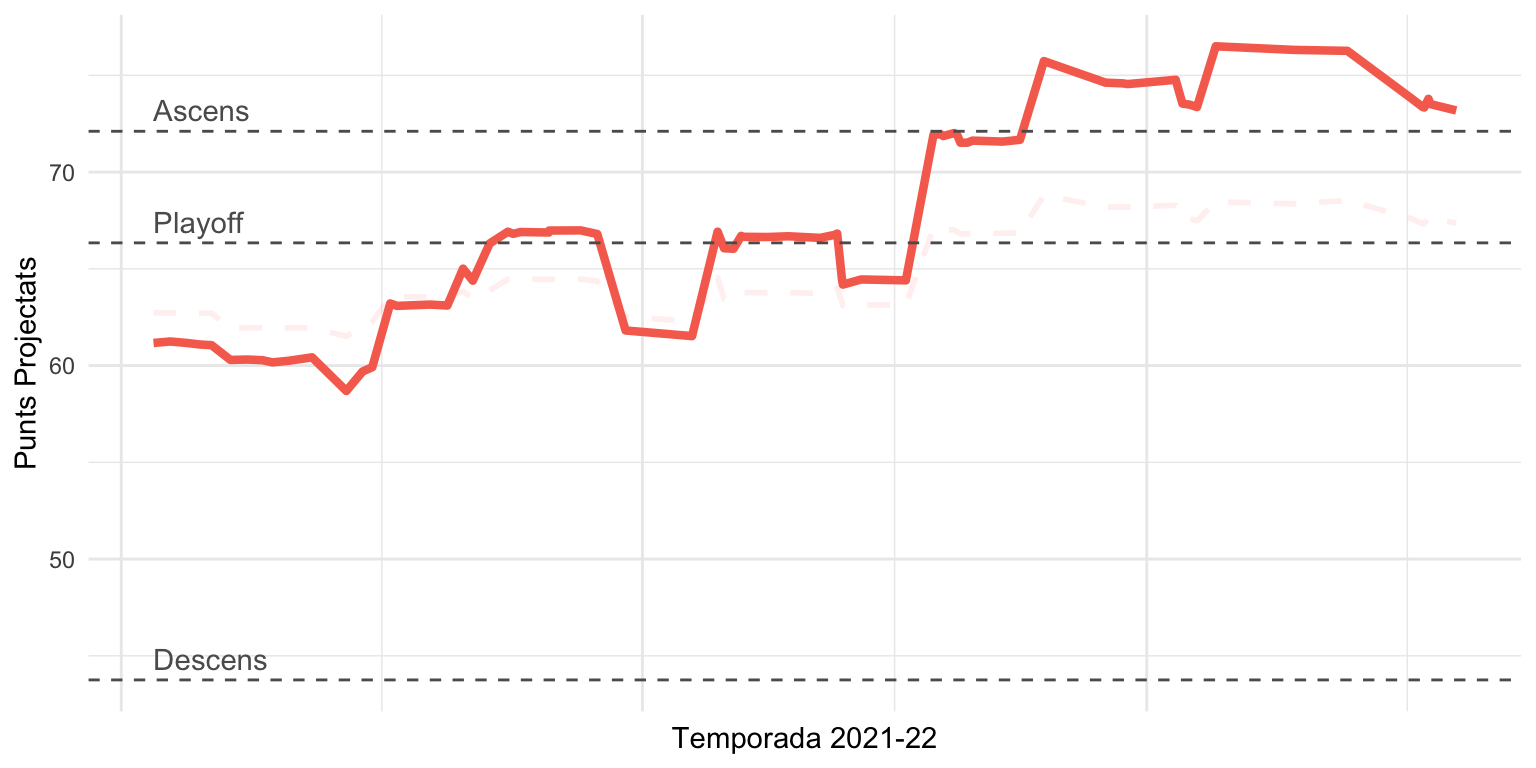 Ascens
70
Playoff
60
50
Descens
Punts Projectats
Temporada 2021-22